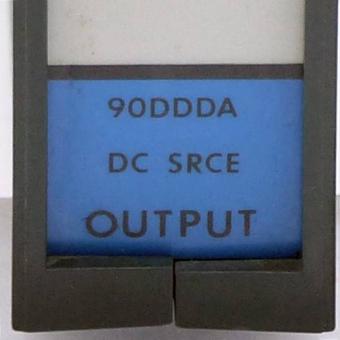 90DDDA
DC SRCE
OUTPUT